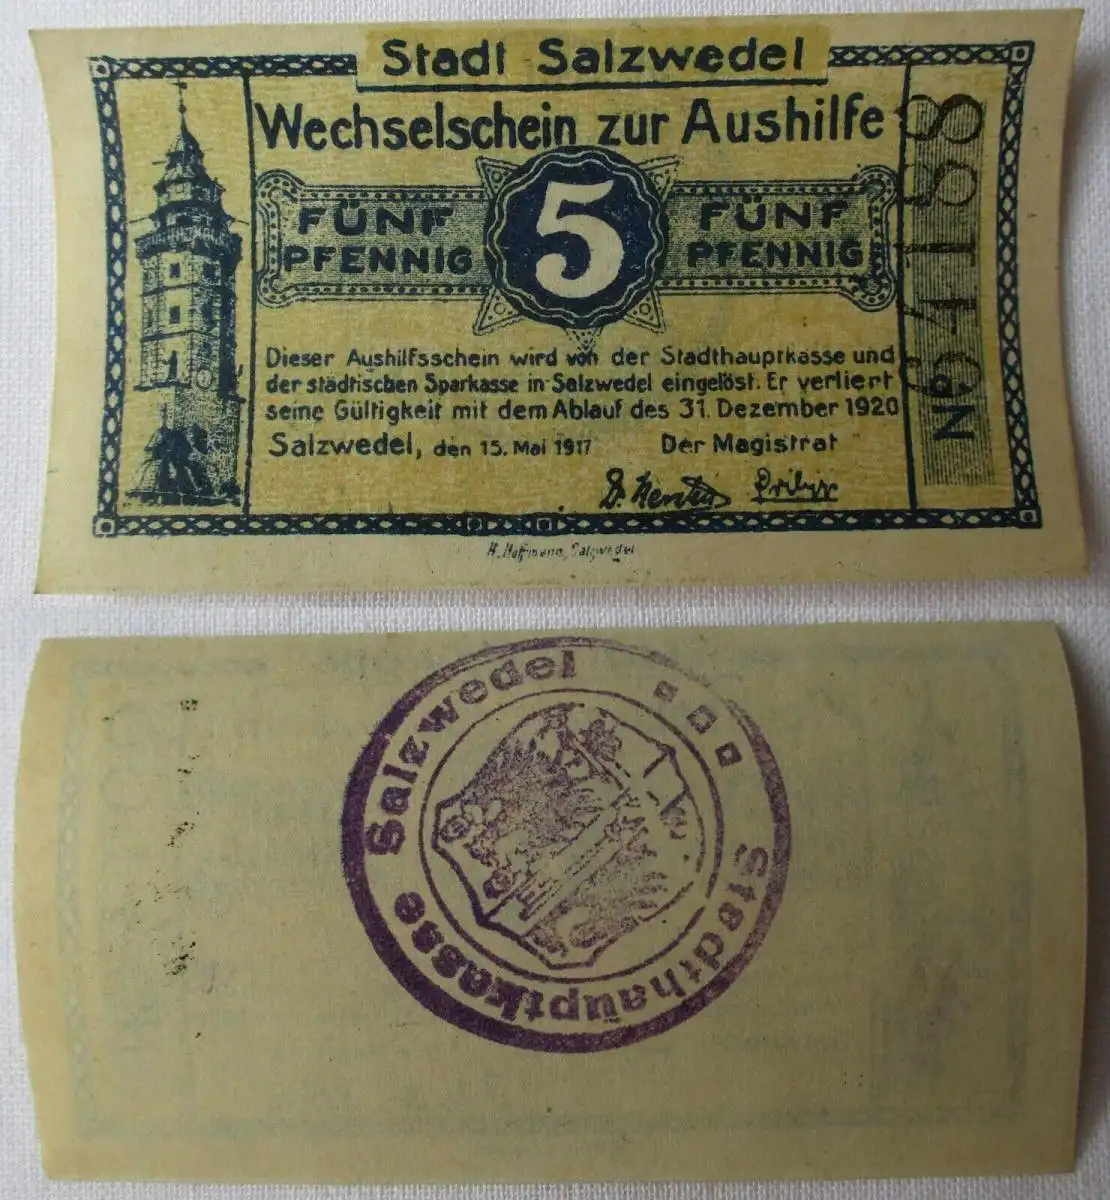 Stadt Salzwedel
Wechselschein zur Aushilfe
FÜNF PFENNIG
5
FÜNF PFENNIG
Dieser Aushilfsschein wird von der Stadthauptkasse und
der städtischen Sparkasse in Salzwedel eingelöst. Er verliert
seine Gültigkeit mit dem Ablauf des 31. Dezember 1920
Salzwedel, den 15. Mai 1917 Der Magistrat
H. Hoffmann, Salzwedel
No 64188
Stadthauptkasse Salzwedel